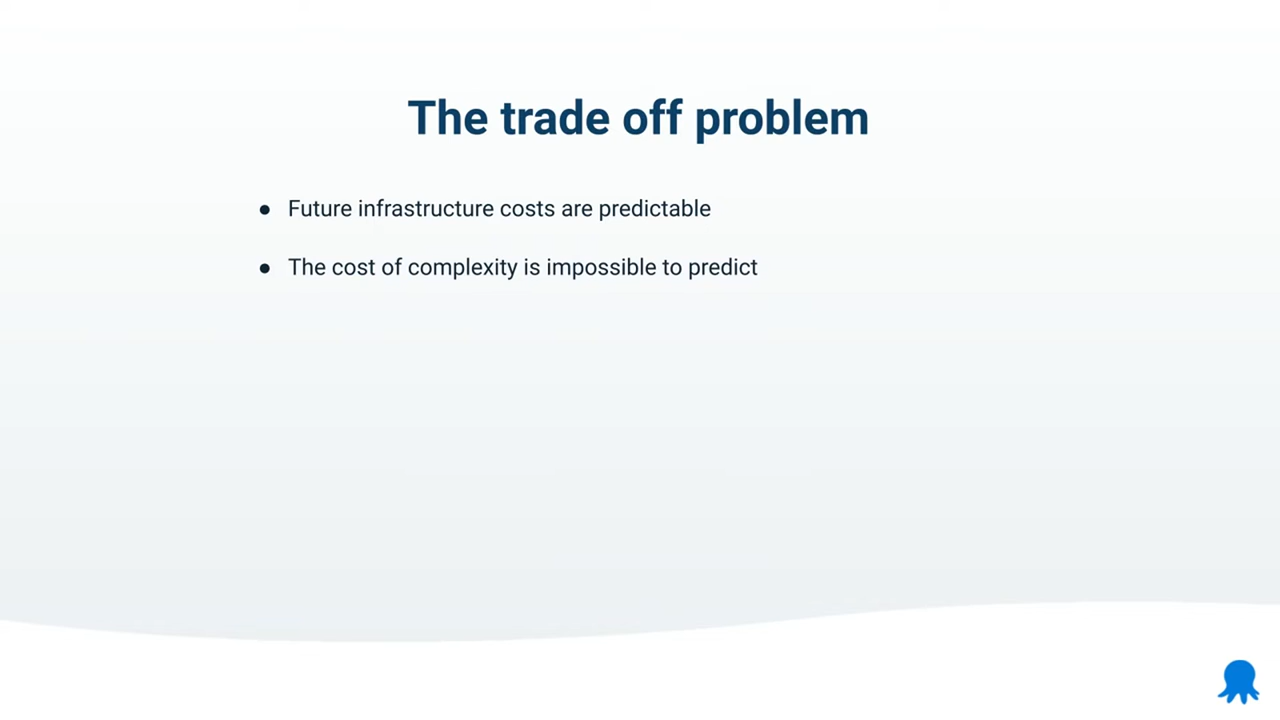 The trade off problem
● Future infrastructure costs are predictable
● The cost of complexity is impossible to predict